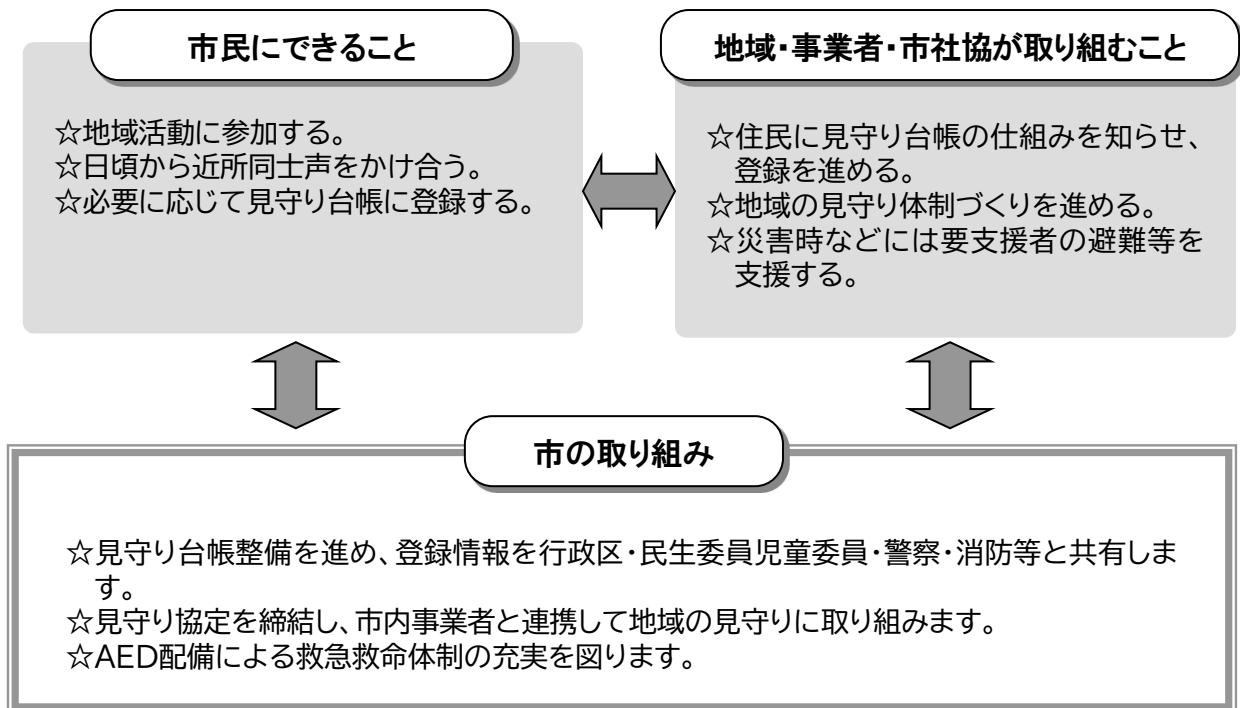 市民にできること
☆地域活動に参加する。
☆日頃から近所同士声をかけ合う。
☆必要に応じて見守り台帳に登録する。
地域・事業者・市社協が取り組むこと
☆住民に見守り台帳の仕組みを知らせ、
登録を進める。
☆地域の見守り体制づくりを進める。
☆災害時などには要支援者の避難等を
支援する。
市の取り組み
☆見守り台帳整備を進め、登録情報を行政区・民生委員児童委員・警察・消防等と共有しま
す。
☆見守り協定を締結し、市内事業者と連携して地域の見守りに取り組みます。
☆AED配備による救急救命体制の充実を図ります。